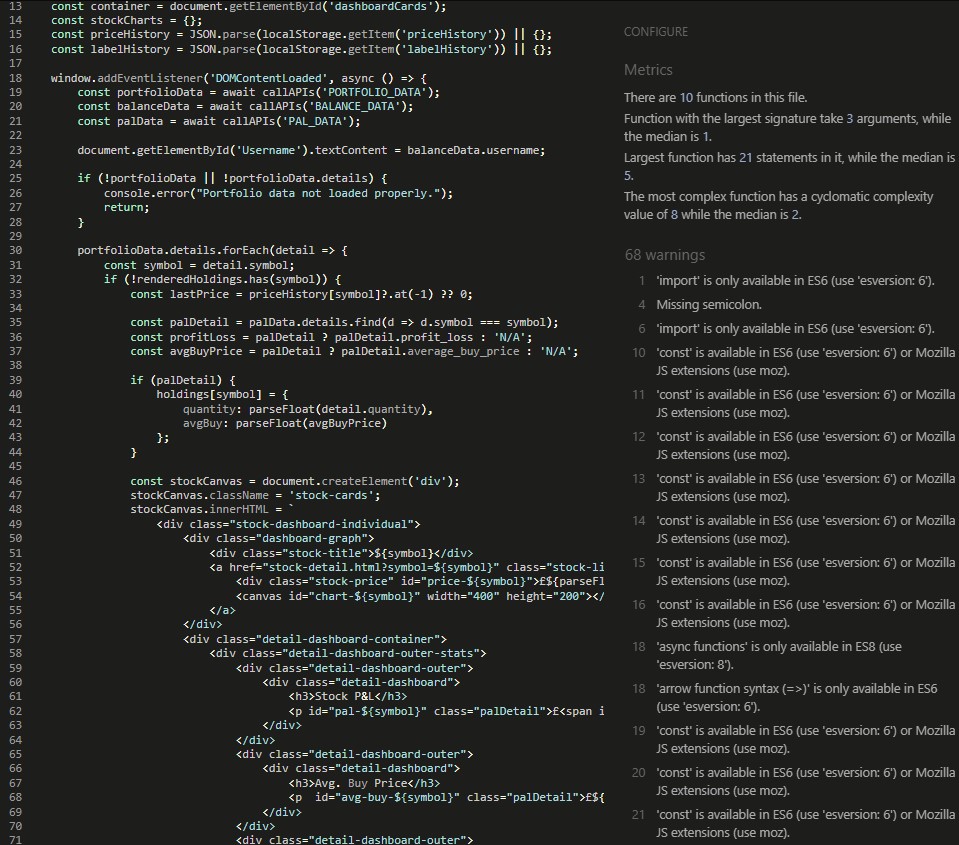 13 const container = document.getElementById('dashboardCards');
14 const stockCharts = {};
15 const priceHistory = JSON.parse(localStorage.getItem('priceHistory')) || {};
16 const labelHistory = JSON.parse(localStorage.getItem('labelHistory')) || {};
17
18 window.addEventListener('DOMContentLoaded', async () => {
19 const portfolioData = await callAPIs('PORTFOLIO_DATA');
20 const balanceData = await callAPIs('BALANCE_DATA');
21 const palData = await callAPIs('PAL_DATA');
22
23 document.getElementById('Username').textContent = balanceData.username;
24
25 if (!portfolioData || !portfolioData.details) {
26 console.error("Portfolio data not loaded properly.");
27 return;
28 }
29
30 portfolioData.details.forEach(detail => {
31 const symbol = detail.symbol;
32 if (!renderedHoldings.has(symbol)) {
33 const lastPrice = priceHistory[symbol]?.at(-1) ?? 0;
34
35 const palDetail = palData.details.find(d => d.symbol === symbol);
36 const profitLoss = palDetail ? palDetail.profit_loss : 'N/A';
37 const avgBuyPrice = palDetail ? palDetail.average_buy_price : 'N/A';
38
39 if (palDetail) {
40 holdings[symbol] = {
41 quantity: parseFloat(detail.quantity),
42 avgBuy: parseFloat(avgBuyPrice)
43 };
44 }
45
46 const stockCanvas = document.createElement('div');
47 stockCanvas.className = 'stock-cards';
48 stockCanvas.innerHTML = `
49 <div class="stock-dashboard-individual">
50 <div class="dashboard-graph">
51 <div class="stock-title">${symbol}</div>
52 <a href="stock-detail.html?symbol=${symbol}" class="stock-li
53 <div class="stock-price" id="price-${symbol}">£${parseFl
54 <canvas id="chart-${symbol}" width="400" height="200"></
55 </a>
56 </div>
57 <div class="detail-dashboard-container">
58 <div class="detail-dashboard-outer-stats">
59 <div class="detail-dashboard-outer">
60 <div class="detail-dashboard">
61 <h3>Stock P&L</h3>
62 <p id="pal-${symbol}" class="palDetail">£<span i
63 </div>
64 </div>
65 <div class="detail-dashboard-outer">
66 <div class="detail-dashboard">
67 <h3>Avg. Buy Price</h3>
68 <p  id="avg-buy-${symbol}" class="palDetail">£${
69 </div>
70 </div>
71 <div class="detail-dashboard-outer">
CONFIGURE
Metrics
There are 10 functions in this file.
Function with the largest signature take 3 arguments, while
the median is 1.
Largest function has 21 statements in it, while the median is
5.
The most complex function has a cyclomatic complexity
value of 8 while the median is 2.
68 warnings
1 'import' is only available in ES6 (use 'esversion: 6').
4 Missing semicolon.
6 'import' is only available in ES6 (use 'esversion: 6').
10 'const' is available in ES6 (use 'esversion: 6') or Mozilla
JS extensions (use moz).
11 'const' is available in ES6 (use 'esversion: 6') or Mozilla
JS extensions (use moz).
12 'const' is available in ES6 (use 'esversion: 6') or Mozilla
JS extensions (use moz).
13 'const' is available in ES6 (use 'esversion: 6') or Mozilla
JS extensions (use moz).
14 'const' is available in ES6 (use 'esversion: 6') or Mozilla
JS extensions (use moz).
15 'const' is available in ES6 (use 'esversion: 6') or Mozilla
JS extensions (use moz).
16 'const' is available in ES6 (use 'esversion: 6') or Mozilla
JS extensions (use moz).
18 'async functions' is only available in ES8 (use
'esversion: 8').
18 'arrow function syntax (=>)' is only available in ES6
(use 'esversion: 6').
19 'const' is available in ES6 (use 'esversion: 6') or Mozilla
JS extensions (use moz).
20 'const' is available in ES6 (use 'esversion: 6') or Mozilla
JS extensions (use moz).
21 'const' is available in ES6 (use 'esversion: 6') or Mozilla
JS extensions (use moz).